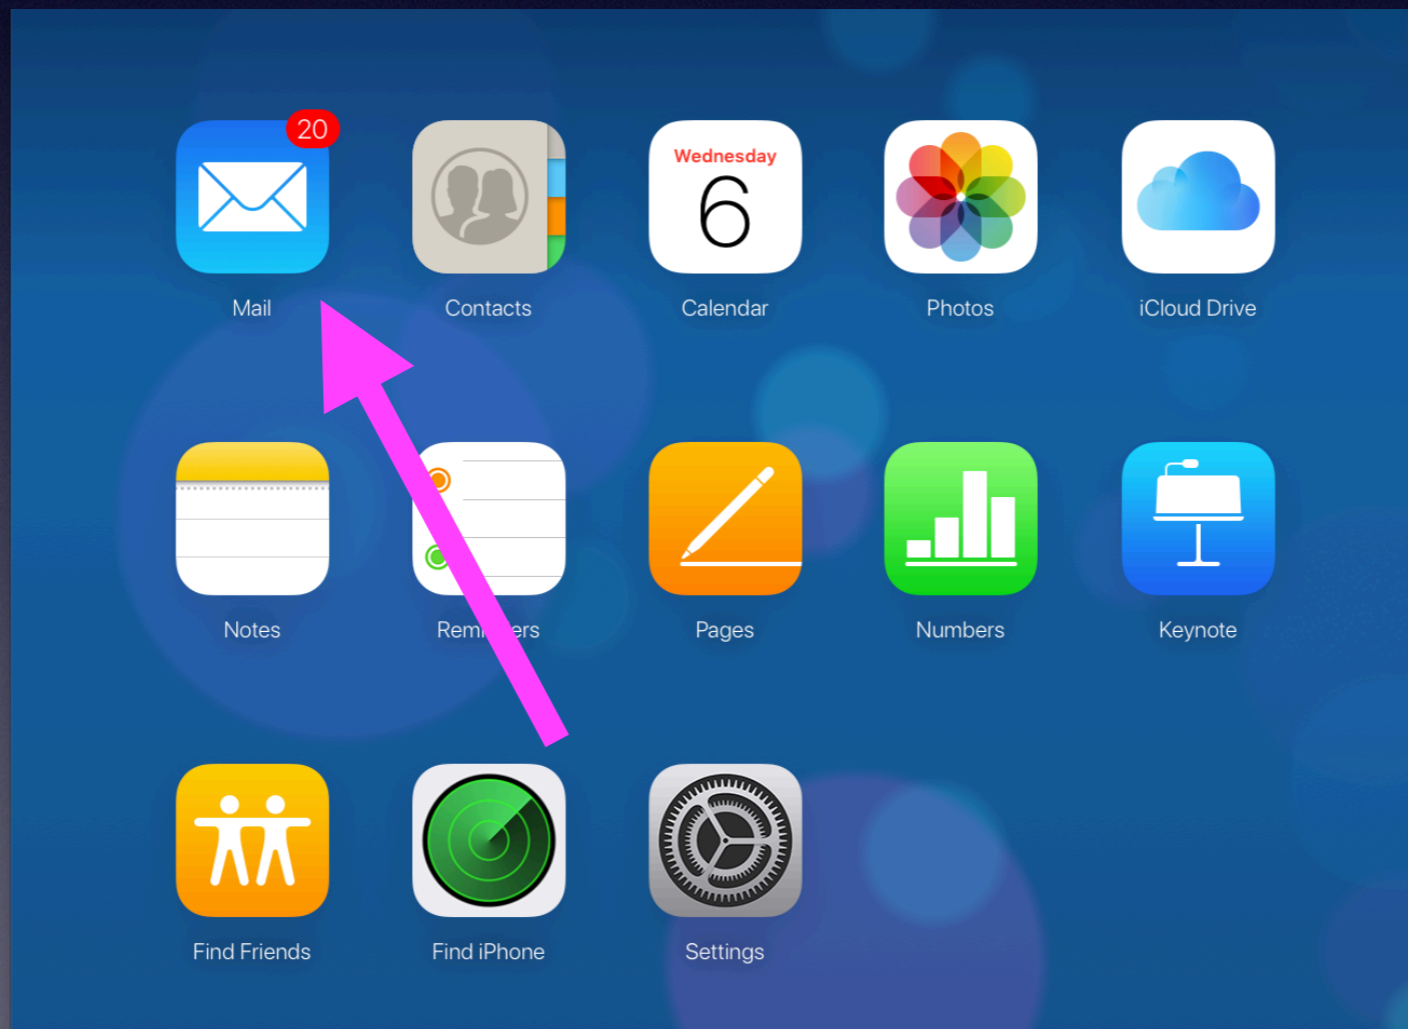 20
Wednesday
6
Mail
Contacts
Calendar
Photos
iCloud Drive
Notes
Pages
Numbers
Keynote
Find Friends
Find iPhone
Settings